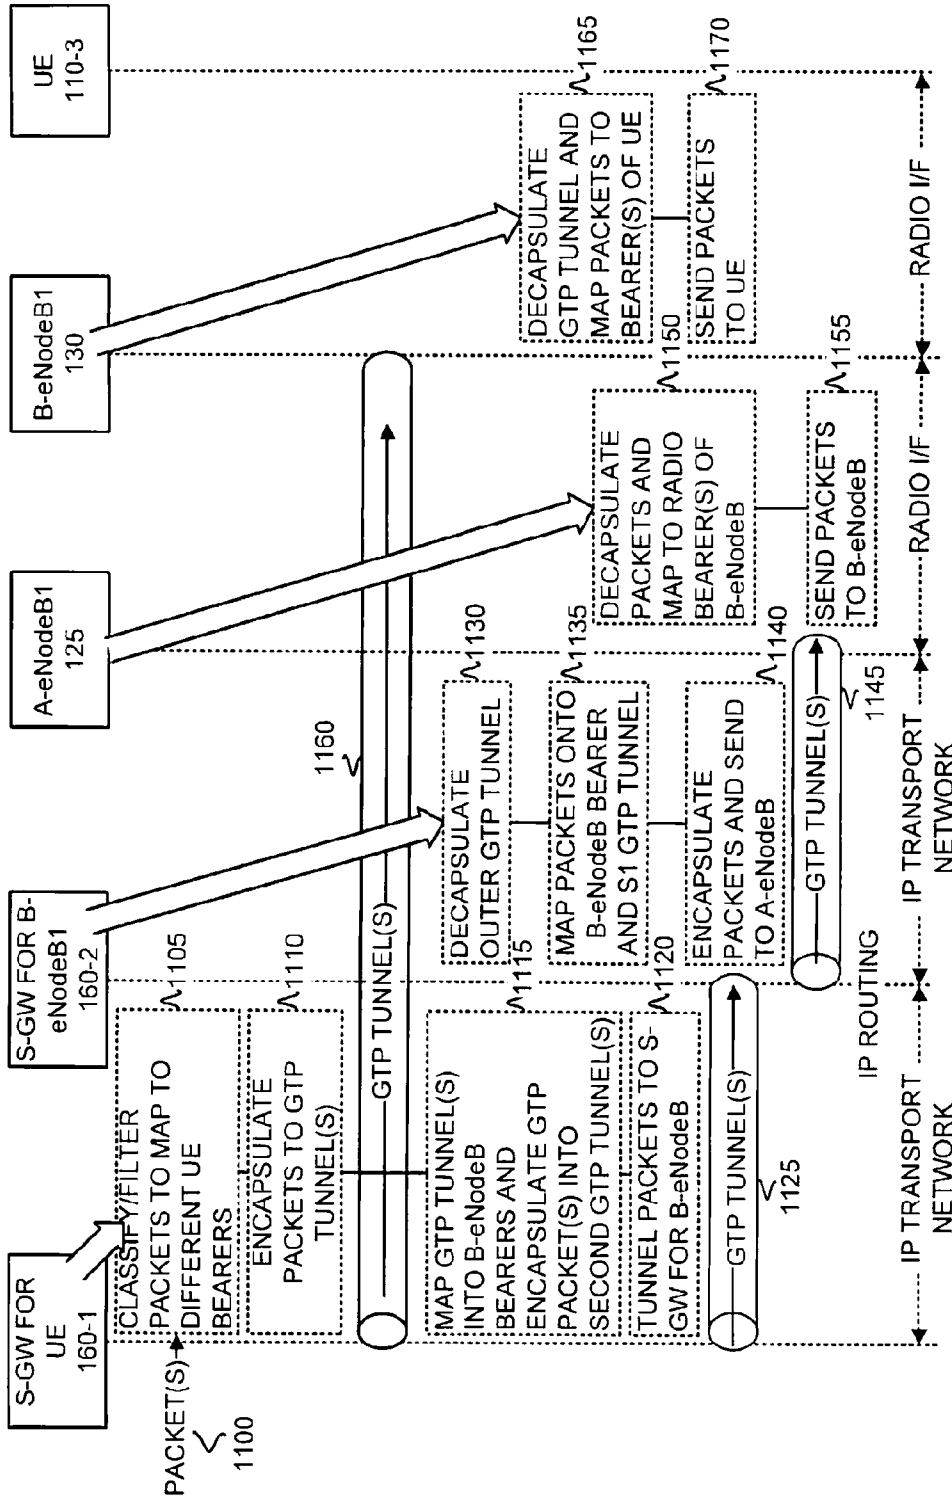 S-GW FOR
UE
160-1
S-GW FOR B-
eNodeB1
160-2
A-eNodeB1
125
B-eNodeB1
130
UE
110-3
PACKET(S)
1100
CLASSIFY/FILTER
PACKETS TO MAP TO
DIFFERENT UE
BEARERS
1105
ENCAPSULATE
PACKETS TO GTP
TUNNEL(S)
1110
GTP TUNNEL(S)
1160
MAP GTP TUNNEL(S)
INTO B-eNodeB
BEARERS AND
ENCAPSULATE GTP
PACKET(S) INTO
SECOND GTP TUNNEL(S)
1115
TUNNEL PACKETS TO S-
GW FOR B-eNodeB
1120
GTP TUNNEL(S)
1125
DECAPSULATE
OUTER GTP TUNNEL
1130
MAP PACKETS ONTO
B-eNodeB BEARER
AND S1 GTP TUNNEL
1135
ENCAPSULATE
PACKETS AND SEND
TO A-eNodeB
1140
GTP TUNNEL(S)
1145
DECAPSULATE
PACKETS AND
MAP TO RADIO
BEARER(S) OF
B-eNodeB
1150
SEND PACKETS
TO B-eNodeB
1155
DECAPSULATE
GTP TUNNEL AND
MAP PACKETS TO
BEARER(S) OF UE
1165
SEND PACKETS
TO UE
1170
IP ROUTING
IP TRANSPORT
NETWORK
IP TRANSPORT
NETWORK
RADIO I/F
RADIO I/F